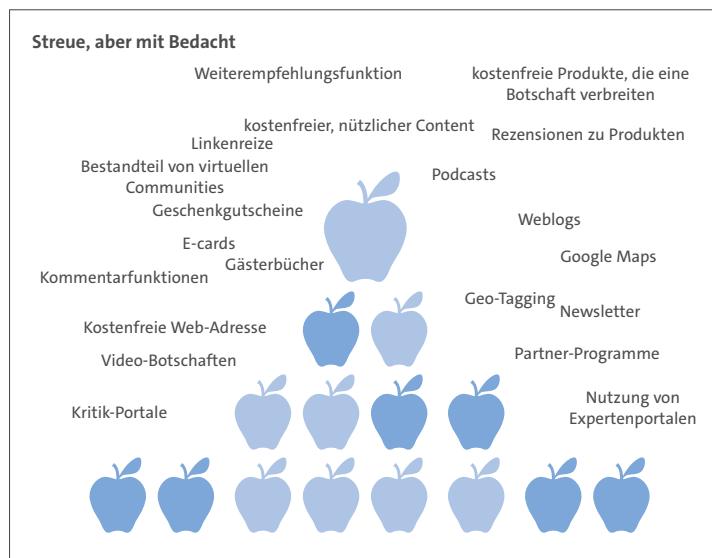 Streue, aber mit Bedacht
Weiterempfehlungsfunktion
kostenfreie Produkte, die eine
Botschaft verbreiten
kostenfreier, nützlicher Content
Rezensionen zu Produkten
Linkenreize
Bestandteil von virtuellen
Communities
Podcasts
Geschenkgutscheine
Weblogs
E-cards
Google Maps
Gästerbücher
Kommentarfunktionen
Geo-Tagging
Newsletter
Kostenfreie Web-Adresse
Video-Botschaften
Partner-Programme
Kritik-Portale
Nutzung von
Expertenportalen